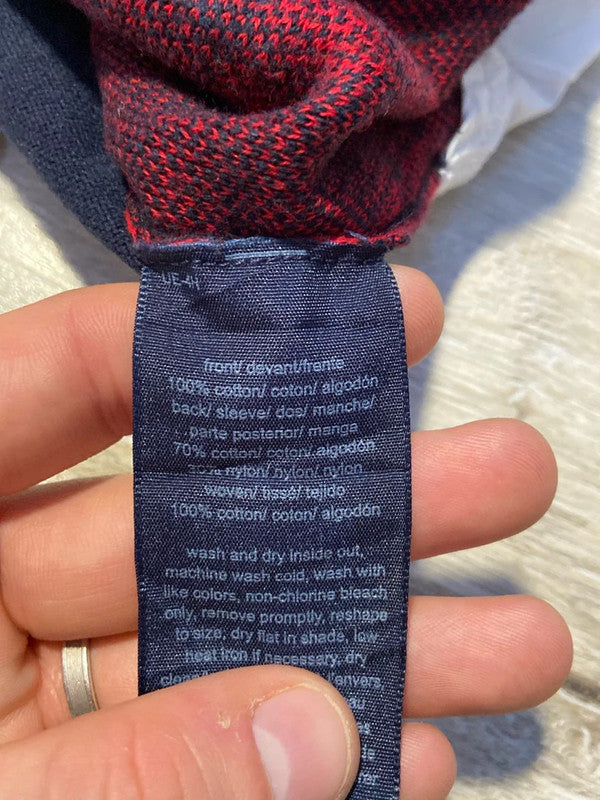 front/ devant/frente
100% cotton/ coton/ algodón
back/ sleeve/ dos/ manche/
parte posterior/ manga
70% cotton/ coton/ algodón
30% nylon/ nylon/ nylon
woven/ tissé/ tejido
100% cotton/ coton/ algodón
wash and dry inside out,
machine wash cold, wash with
like colors, non-chlorine bleach
only, remove promptly, reshape
to size, dry flat in shade, low
heat iron if necessary, dry
l'envers,
au